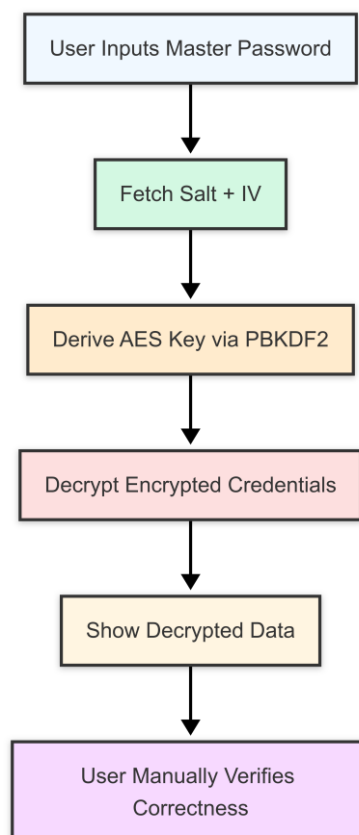 User Inputs Master Password
Fetch Salt + IV
Derive AES Key via PBKDF2
Decrypt Encrypted Credentials
Show Decrypted Data
User Manually Verifies
Correctness